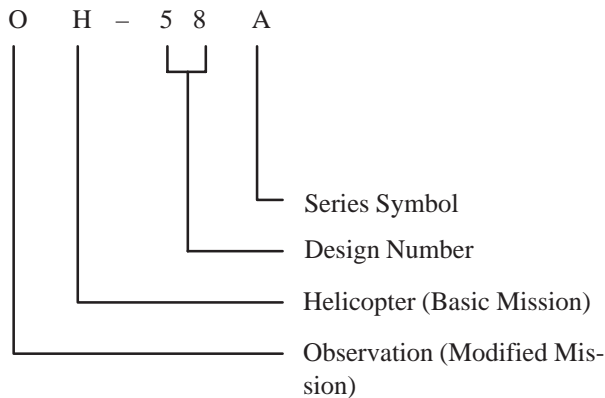 O H – 5 8 A
Series Symbol
Design Number
Helicopter (Basic Mission)
Observation (Modified Mis-
sion)